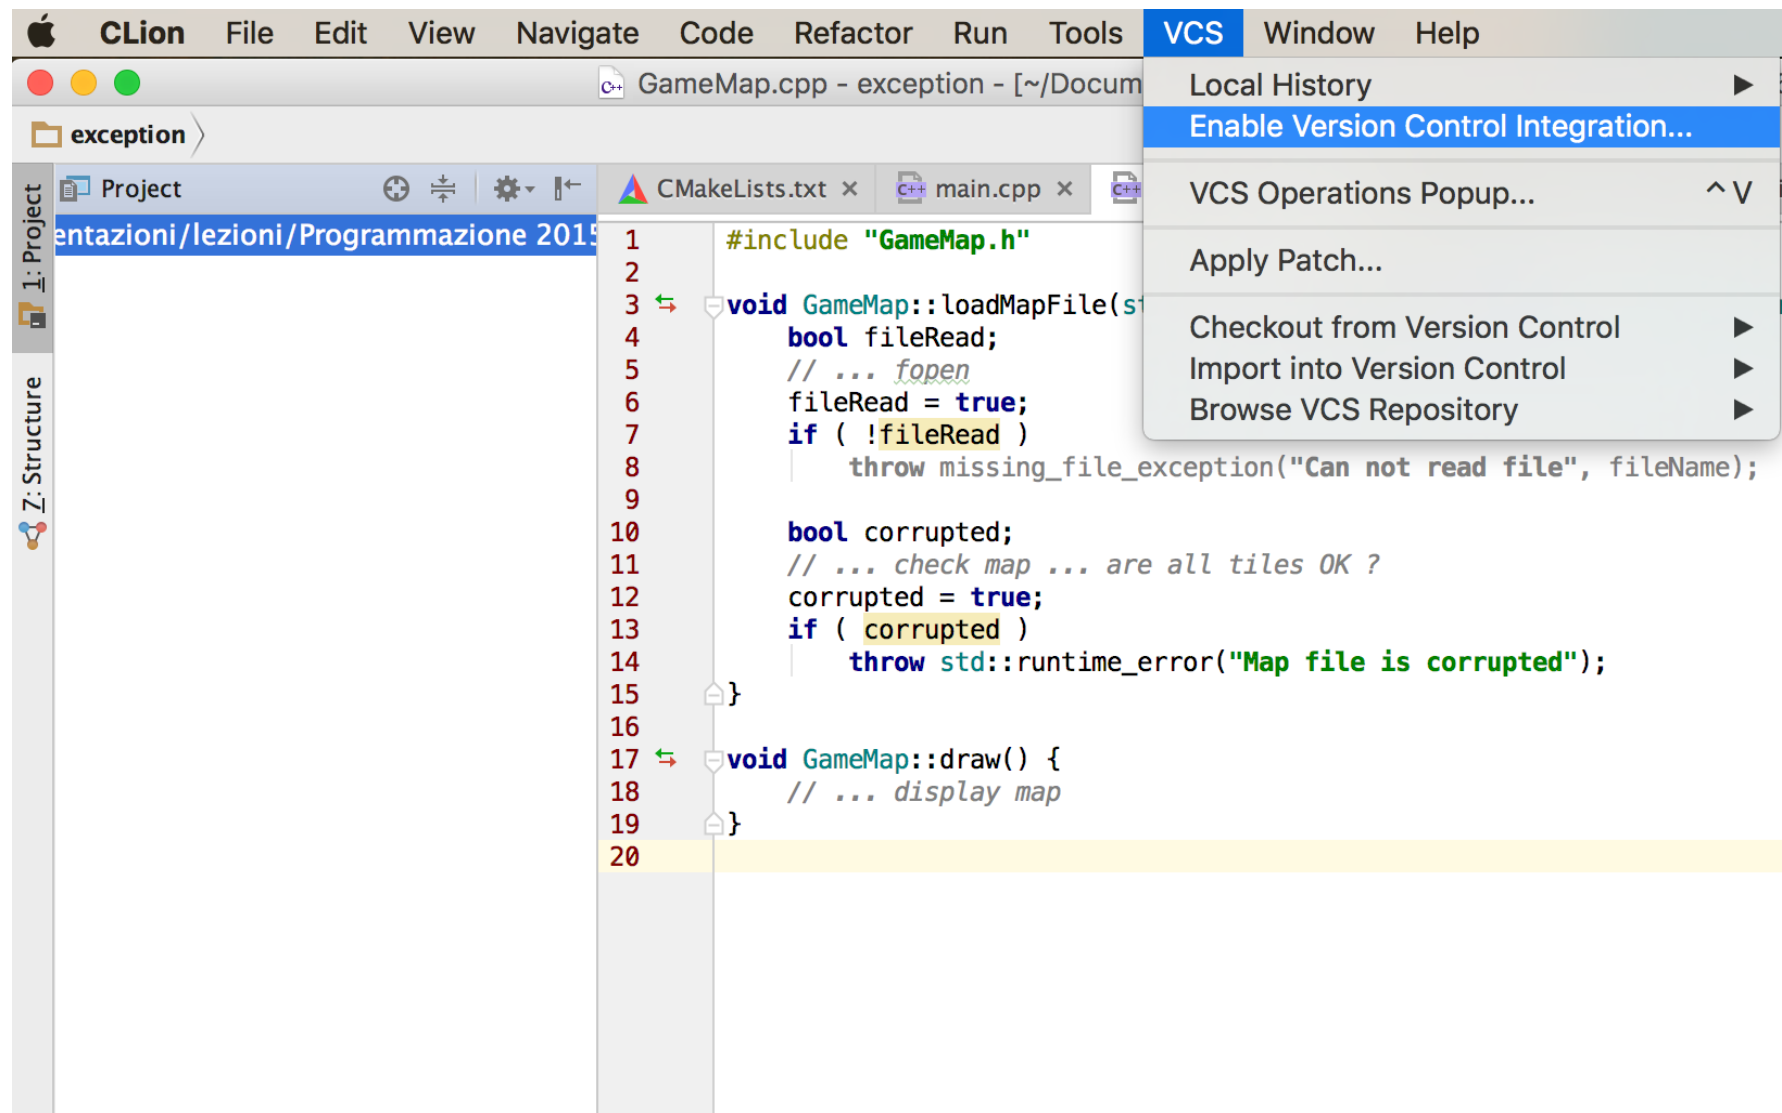 CLion File Edit View Navigate Code Refactor Run Tools VCS Window Help
GameMap.cpp - exception - [~/Docum
Local History
Enable Version Control Integration...
VCS Operations Popup... ^V
Apply Patch...
Checkout from Version Control
Import into Version Control
Browse VCS Repository
exception
1: Project
7: Structure
Project
entazioni/lezioni/Programmazione 2015
CMakeLists.txt × C++ main.cpp × C++
1 #include "GameMap.h"
2
3 void GameMap::loadMapFile(st
4 bool fileRead;
5 // ... fopen
6 fileRead = true;
7 if ( !fileRead )
8 throw missing_file_exception("Can not read file", fileName);
9
10 bool corrupted;
11 // ... check map ... are all tiles OK ?
12 corrupted = true;
13 if ( corrupted )
14 throw std::runtime_error("Map file is corrupted");
15 }
16
17 void GameMap::draw() {
18 // ... display map
19 }
20